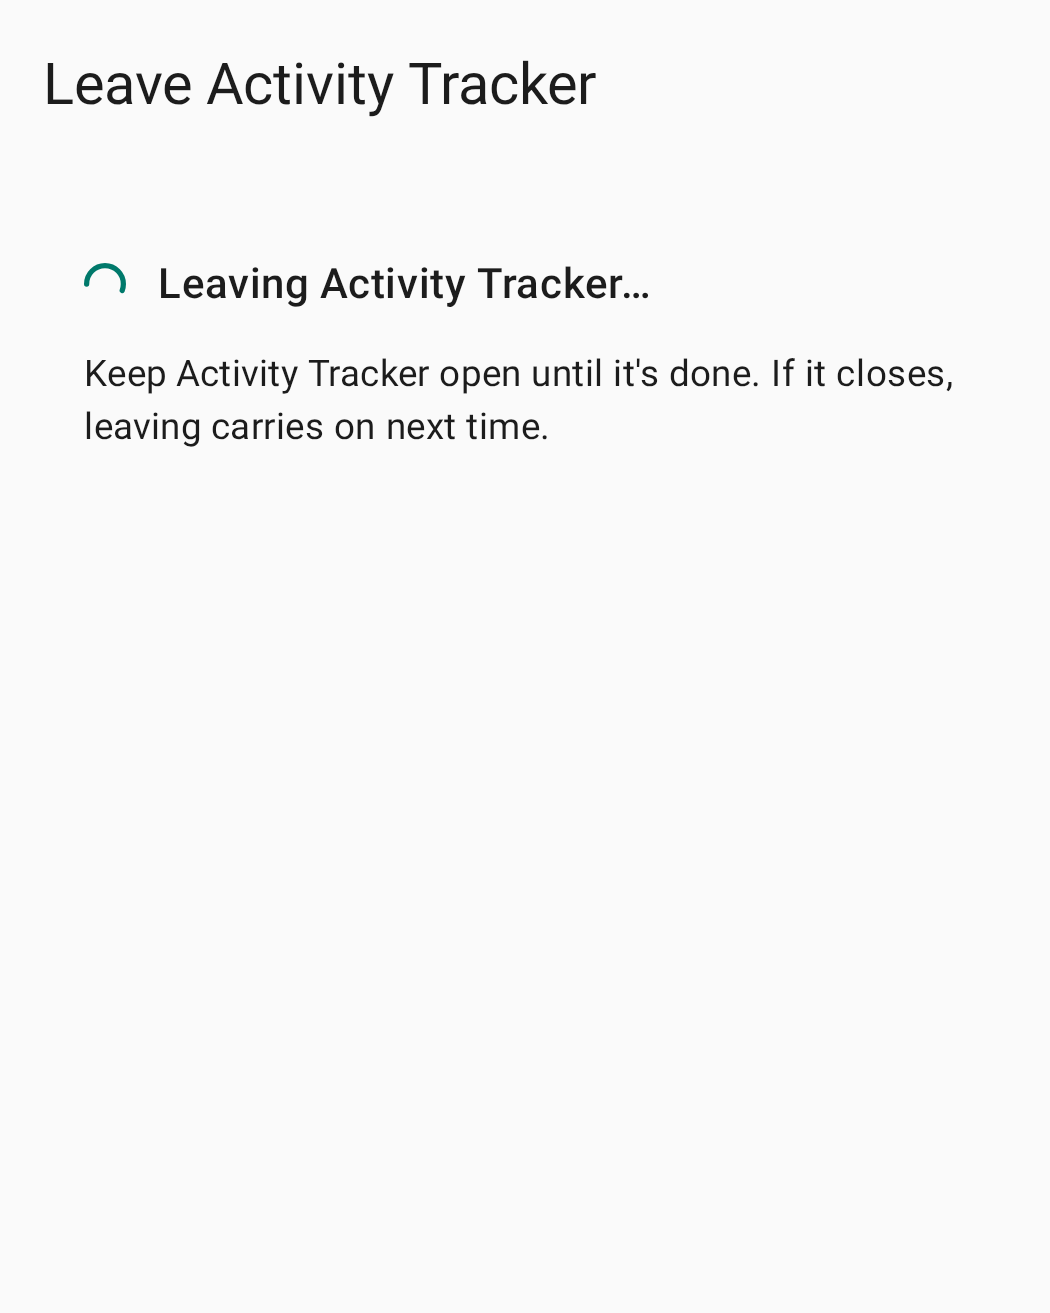 Leave Activity Tracker
Leaving Activity Tracker…
Keep Activity Tracker open until it's done. If it closes,
leaving carries on next time.